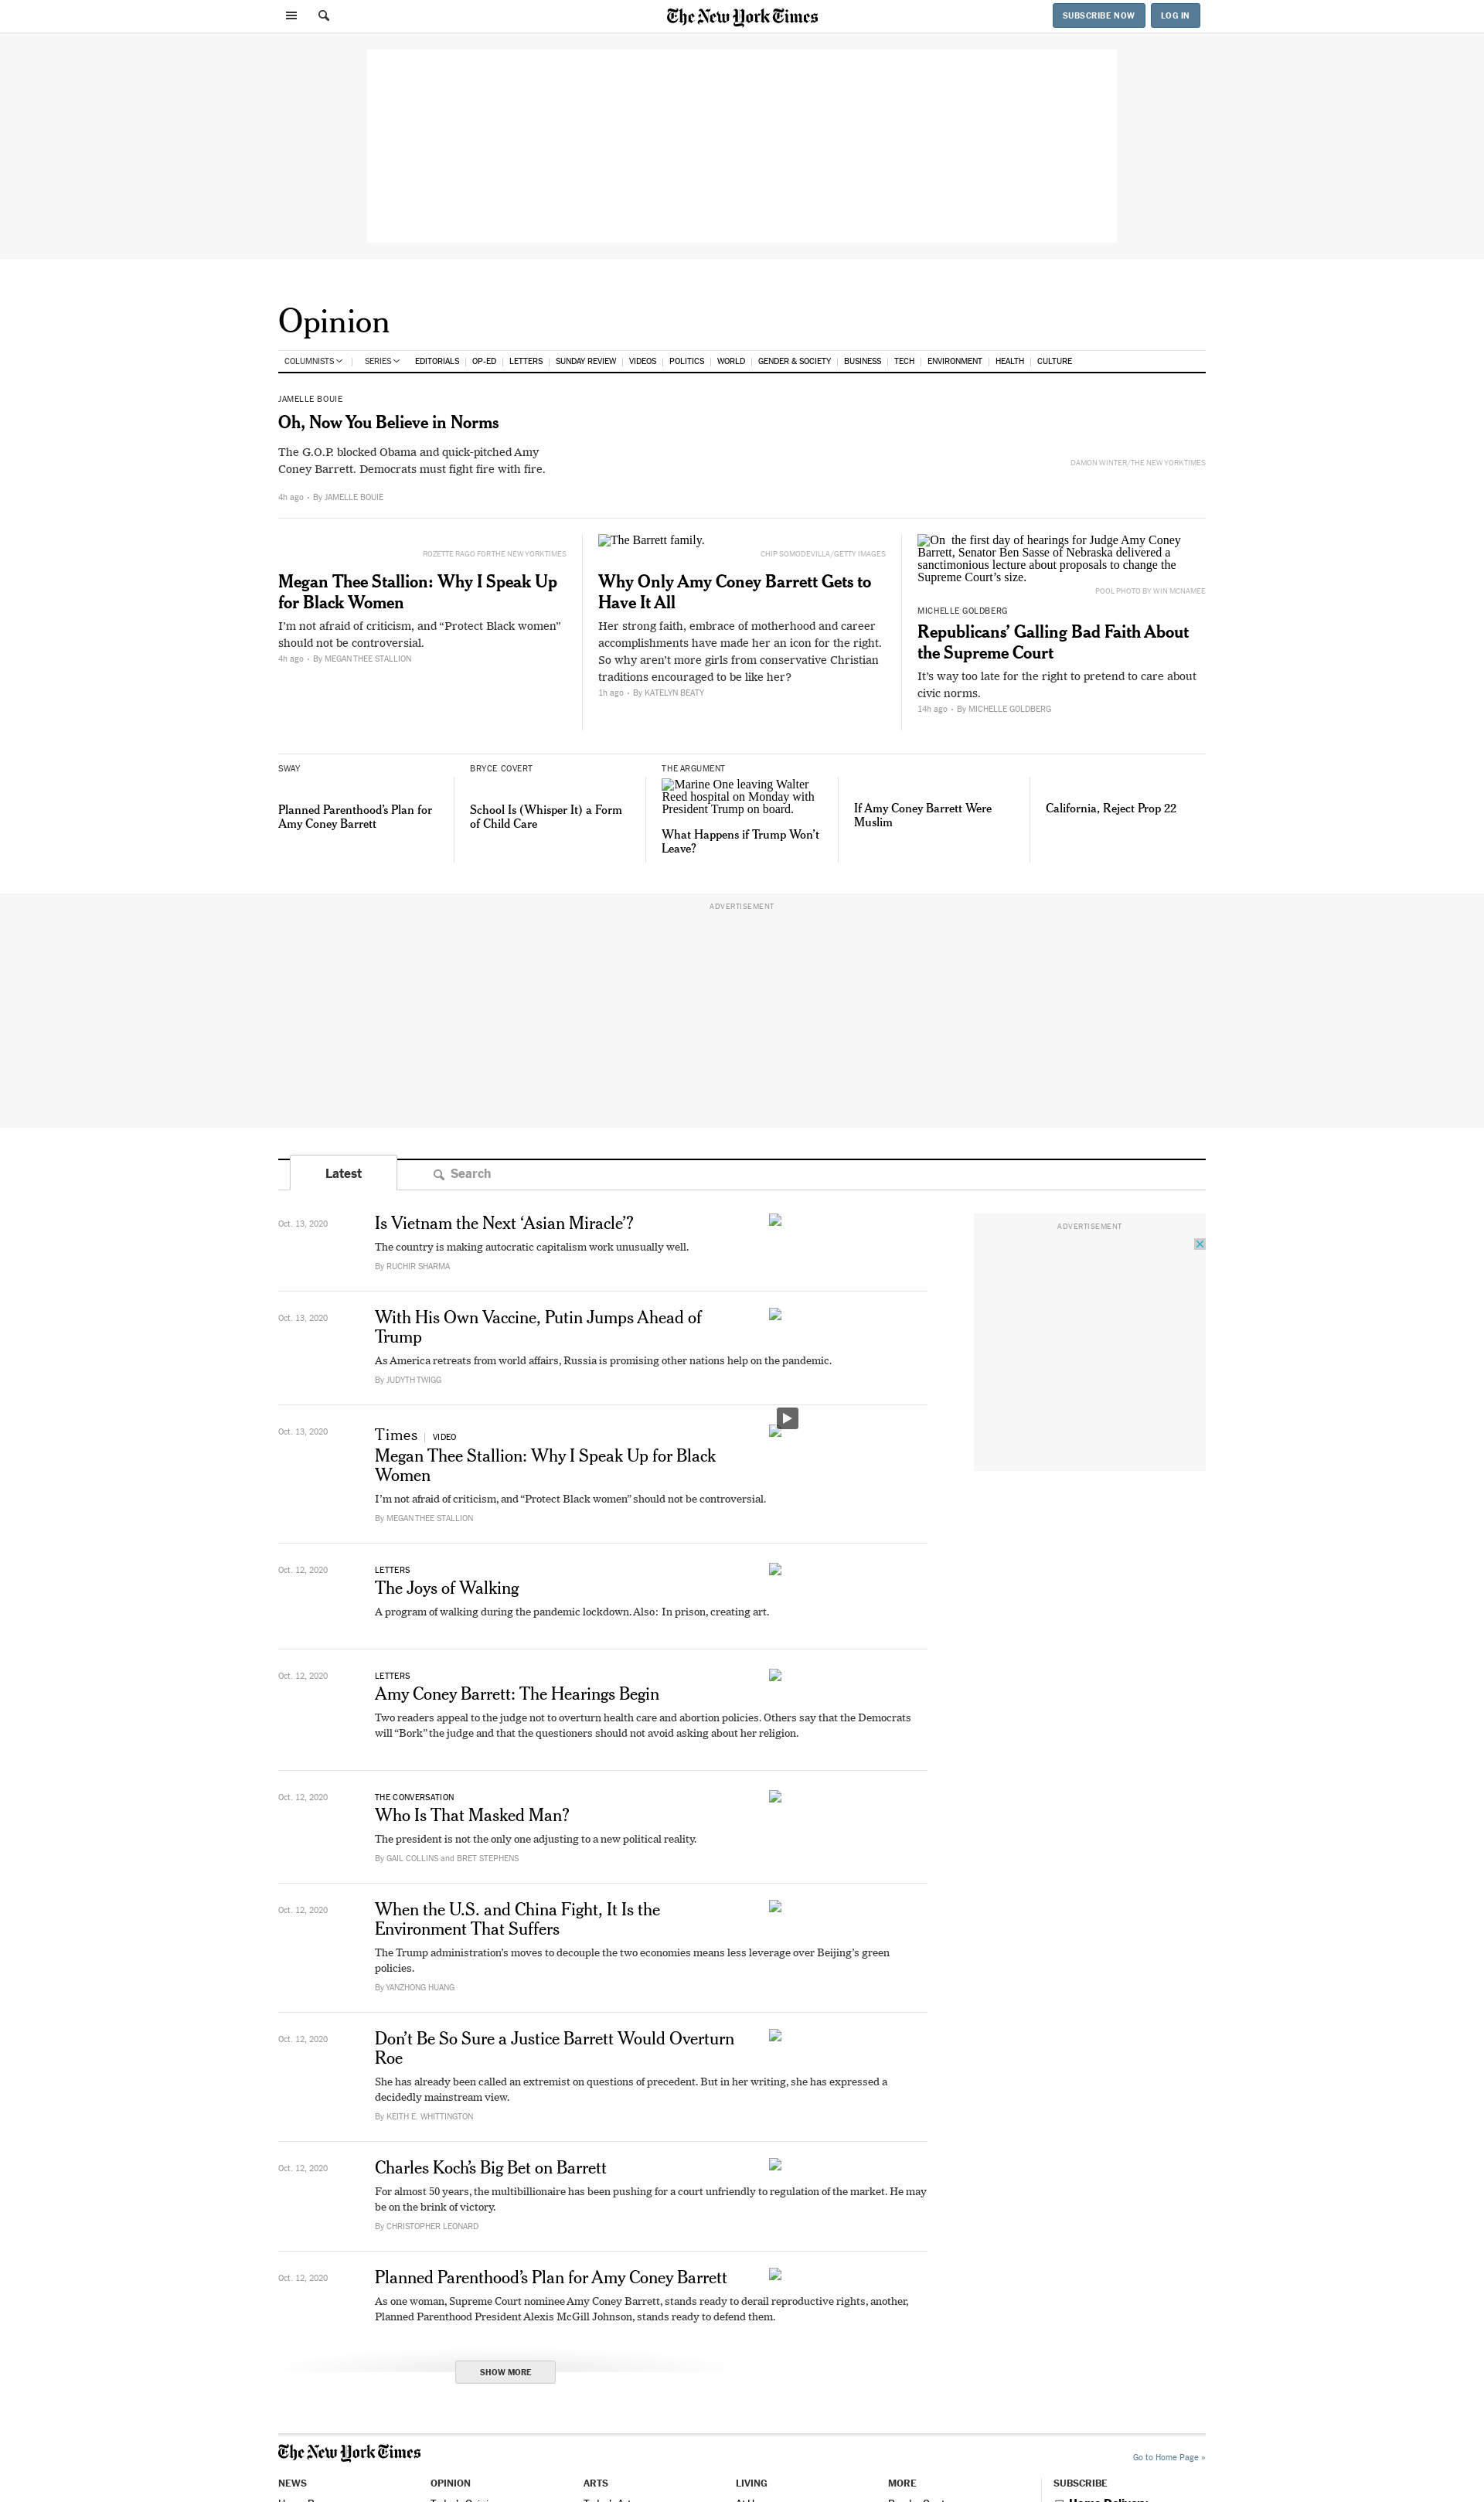 The New York Times
SUBSCRIBE NOW
LOG IN
Opinion
COLUMNISTS
SERIES
EDITORIALS
OP-ED
LETTERS
SUNDAY REVIEW
VIDEOS
POLITICS
WORLD
GENDER & SOCIETY
BUSINESS
TECH
ENVIRONMENT
HEALTH
CULTURE
JAMELLE BOUIE
Oh, Now You Believe in Norms
The G.O.P. blocked Obama and quick-pitched Amy
Coney Barrett. Democrats must fight fire with fire.
4h ago • By JAMELLE BOUIE
DAMON WINTER/THE NEW YORK TIMES
ROZETTE RAGO FOR THE NEW YORK TIMES
Megan Thee Stallion: Why I Speak Up
for Black Women
I’m not afraid of criticism, and “Protect Black women”
should not be controversial.
4h ago • By MEGAN THEE STALLION
The Barrett family.
CHIP SOMODEVILLA/GETTY IMAGES
Why Only Amy Coney Barrett Gets to
Have It All
Her strong faith, embrace of motherhood and career
accomplishments have made her an icon for the right.
So why aren’t more girls from conservative Christian
traditions encouraged to be like her?
1h ago • By KATELYN BEATY
On the first day of hearings for Judge Amy Coney
Barrett, Senator Ben Sasse of Nebraska delivered a
sanctimonious lecture about proposals to change the
Supreme Court’s size.
POOL PHOTO BY WIN MCNAMEE
MICHELLE GOLDBERG
Republicans’ Galling Bad Faith About
the Supreme Court
It’s way too late for the right to pretend to care about
civic norms.
14h ago • By MICHELLE GOLDBERG
SWAY
Planned Parenthood’s Plan for
Amy Coney Barrett
BRYCE COVERT
School Is (Whisper It) a Form
of Child Care
THE ARGUMENT
Marine One leaving Walter
Reed hospital on Monday with
President Trump on board.
What Happens if Trump Won’t
Leave?
If Amy Coney Barrett Were
Muslim
California, Reject Prop 22
ADVERTISEMENT
Latest
Search
Oct. 13, 2020
Is Vietnam the Next ‘Asian Miracle’?
The country is making autocratic capitalism work unusually well.
By RUCHIR SHARMA
ADVERTISEMENT
Oct. 13, 2020
With His Own Vaccine, Putin Jumps Ahead of
Trump
As America retreats from world affairs, Russia is promising other nations help on the pandemic.
By JUDYTH TWIGG
Oct. 13, 2020
Times | VIDEO
Megan Thee Stallion: Why I Speak Up for Black
Women
I’m not afraid of criticism, and “Protect Black women” should not be controversial.
By MEGAN THEE STALLION
Oct. 12, 2020
LETTERS
The Joys of Walking
A program of walking during the pandemic lockdown. Also: In prison, creating art.
Oct. 12, 2020
LETTERS
Amy Coney Barrett: The Hearings Begin
Two readers appeal to the judge not to overturn health care and abortion policies. Others say that the Democrats
will “Bork” the judge and that the questioners should not avoid asking about her religion.
Oct. 12, 2020
THE CONVERSATION
Who Is That Masked Man?
The president is not the only one adjusting to a new political reality.
By GAIL COLLINS and BRET STEPHENS
Oct. 12, 2020
When the U.S. and China Fight, It Is the
Environment That Suffers
The Trump administration’s moves to decouple the two economies means less leverage over Beijing’s green
policies.
By YANZHONG HUANG
Oct. 12, 2020
Don’t Be So Sure a Justice Barrett Would Overturn
Roe
She has already been called an extremist on questions of precedent. But in her writing, she has expressed a
decidedly mainstream view.
By KEITH E. WHITTINGTON
Oct. 12, 2020
Charles Koch’s Big Bet on Barrett
For almost 50 years, the multibillionaire has been pushing for a court unfriendly to regulation of the market. He may
be on the brink of victory.
By CHRISTOPHER LEONARD
Oct. 12, 2020
Planned Parenthood’s Plan for Amy Coney Barrett
As one woman, Supreme Court nominee Amy Coney Barrett, stands ready to derail reproductive rights, another,
Planned Parenthood President Alexis McGill Johnson, stands ready to defend them.
SHOW MORE
The New York Times
Go to Home Page »
NEWS
OPINION
ARTS
LIVING
MORE
SUBSCRIBE